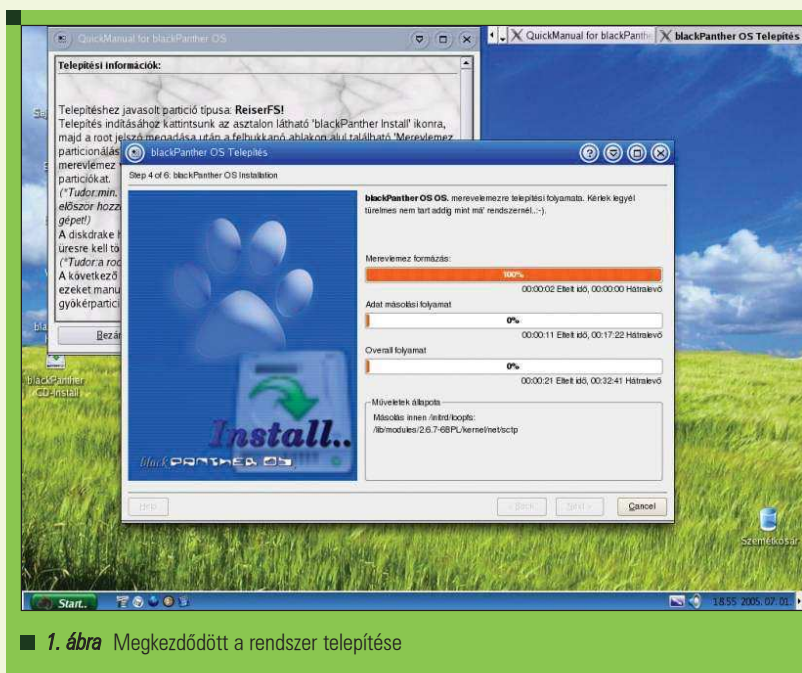 QuickManual for blackPanther OS
QuickManual for blackPanthe
blackPanther OS Telepítés
Telepítési információk:
Telepítéshez javasolt partíció típusa: ReiserFS!
Telepítés indításához kattintsunk az asztalon látható 'blackPanther Install' ikonra,
majd a root jelszó megadása után a felbukkanó ablakon alul található 'Merevlemez
particionálás
merevlemez
partíciókat.
(*Tudor:min.
először hozz
gépet!)
A diskdrake
üresre kell tö
(*Tudor:a roo
A következő
ezeket manu
gyökérpartíci
Bezár
blackPanther OS Telepítés
Step 4 of 6: blackPanther OS Installation
blackPanther OS OS. merevelemezre telepítési folyamata. Kérlek legyél
türelmes nem tart addig mint má' rendszernél..:-).
Merevlemez formázás:
100%
00:00:02 Eltelt idő, 00:00:00 Hátralevő
Adat másolási folyamat
0%
00:00:11 Eltelt idő, 00:17:22 Hátralevő
Overall folyamat
0%
00:00:21 Eltelt idő, 00:32:41 Hátralevő
Műveletek állapota
Másolás innen /initrd/loopfs:
/lib/modules/2.6.7-68PL/kernel/net/sctp
Install..
black PANTHER OS
Help
< Back
Next >
Cancel
blackPanther
CD-Install
Szemétkosár
Start..
18:55 2005. 07. 01.
1. ábra Megkezdődött a rendszer telepítése